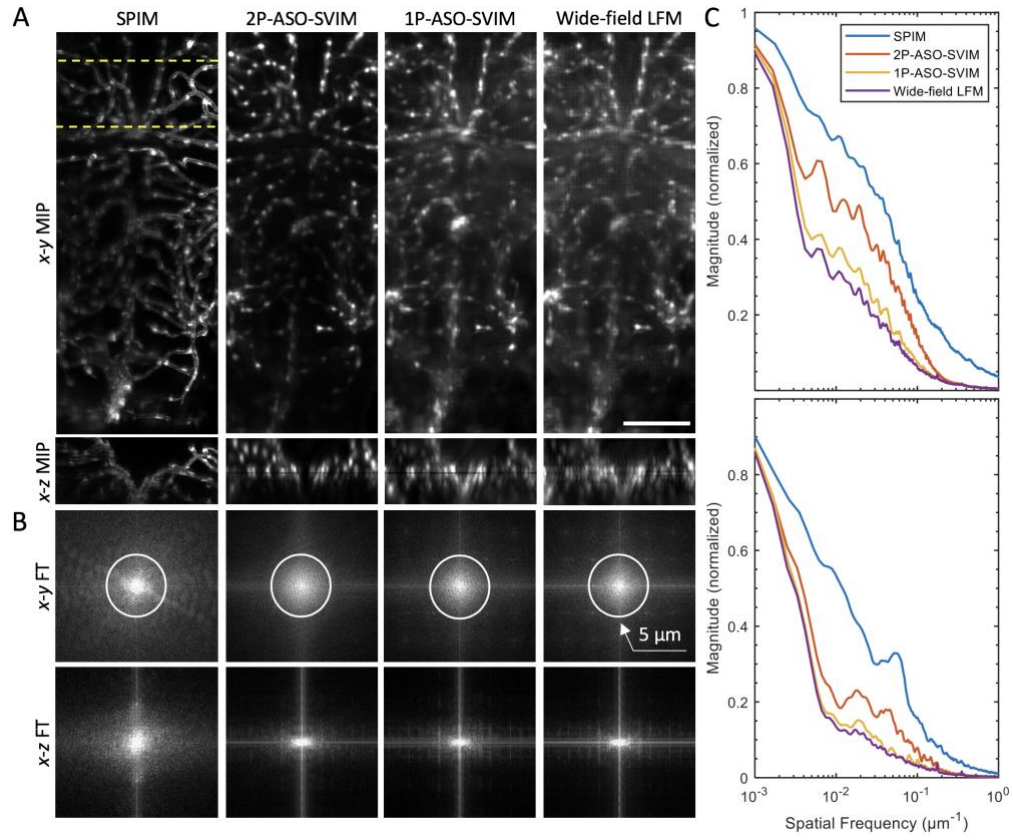 A
SPIM
2P-ASO-SVIM
1P-ASO-SVIM
Wide-field LFM
x-y MIP
x-z MIP
B
x-y FT
5 μm
x-z FT
C
SPIM
2P-ASO-SVIM
1P-ASO-SVIM
Wide-field LFM
1
0.8
0.6
0.4
0.2
Magnitude (normalized)
1
0.8
0.6
0.4
0.2
0
Magnitude (normalized)
10⁻³
10⁻²
10⁻¹
10⁰
Spatial Frequency (μm⁻¹)